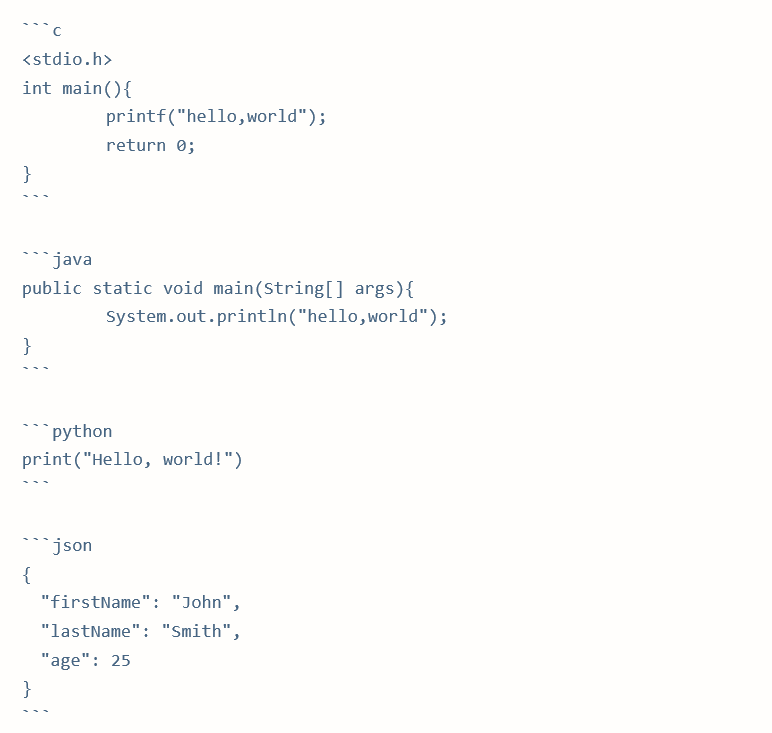 ```c
<stdio.h>
int main(){
        printf("hello,world");
        return 0;
}
```

```java
public static void main(String[] args){
        System.out.println("hello,world");
}
```

```python
print("Hello, world!")
```

```json
{
  "firstName": "John",
  "lastName": "Smith",
  "age": 25
}
```